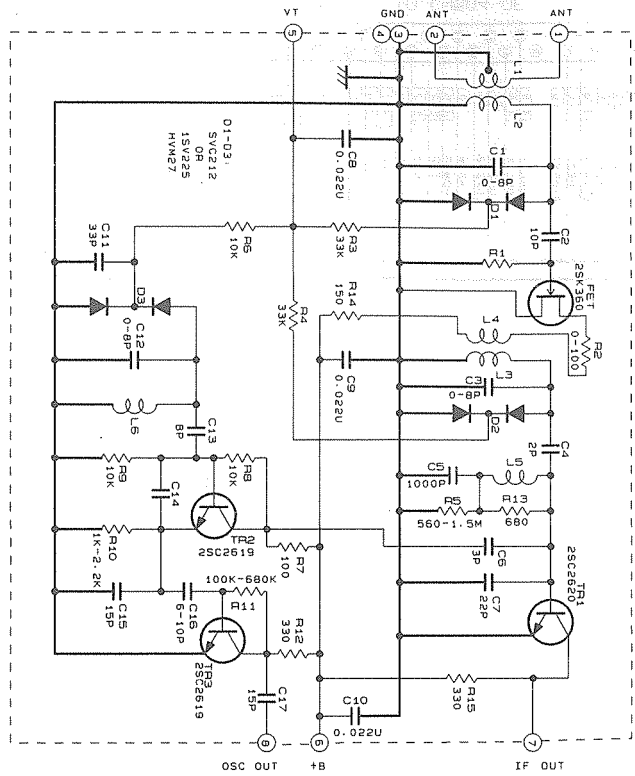 VT
GND
ANT
ANT
5
4
3
2
1
L1
L2
D1-D3:
SVC212
OR
1SV225
HVM27
C8
0.022U
C1
0-8P
D1
C11
33P
R6
10K
R3
33K
C2
10P
R1
FET
2SK360
D3
R4
33K
R14
150
L4
R2
0-100
C12
0-8P
C9
0.022U
L3
C3
0-8P
D2
L6
C13
8P
C4
2P
R9
10K
R8
10K
C5
1000P
L5
C14
R5
560-1.5M
R13
680
TR2
2SC2619
R10
1K-2.2K
R7
100
C6
3P
TR1
2SC2620
C15
15P
C16
6-10P
100K-680K
R11
C7
22P
TR3
2SC2619
R12
330
C17
15P
R15
330
C10
0.022U
8
6
7
OSC OUT
+B
IF OUT